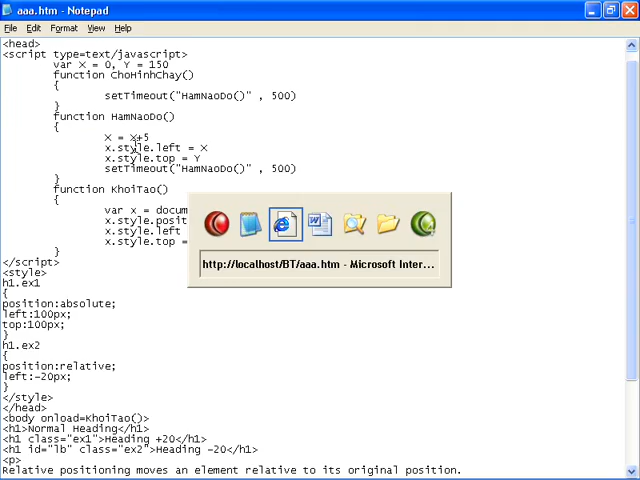 aaa.htm - Notepad
File Edit Format View Help
<head>
<script type=text/javascript>
var X = 0, Y = 150
function ChoHinhChay()
{
setTimeout("HamNaoDo()" , 500)
}
function HamNaoDo()
{
X = X+5
x.style.left = X
x.style.top = Y
setTimeout("HamNaoDo()" , 500)
}
function KhoiTao()
{
var x = docum
x.style.posit
x.style.left
x.style.top =
}
</script>
<style>
h1.ex1
{
position:absolute;
left:100px;
top:100px;
}
h1.ex2
{
position:relative;
left:-20px;
}
</style>
</head>
<body onload=KhoiTao()>
<h1>Normal Heading</h1>
<h1 class="ex1">Heading +20</h1>
<h1 id="lb" class="ex2">Heading -20</h1>
<p>
Relative positioning moves an element relative to its original position.
http://localhost/BT/aaa.htm - Microsoft Inter...